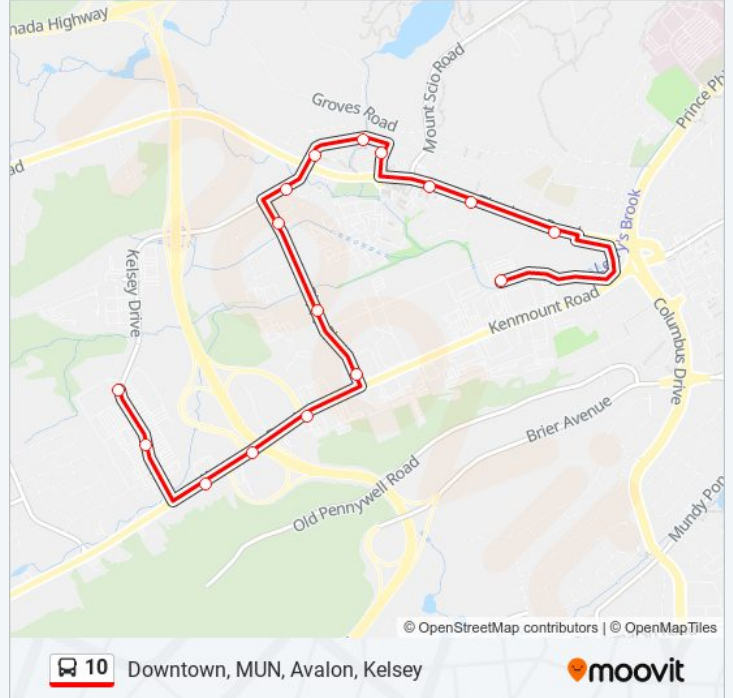 nada Highway
Groves Road
Mount Scio Road
Prince Ph
ad
Kelsey Drive
y's Brook
Kenmount Road
Columbus Drive
Brier Avenue
Old Pennywell Road
Mundy Pon
© OpenStreetMap contributors | © OpenMapTiles
10 Downtown, MUN, Avalon, Kelsey
moovit